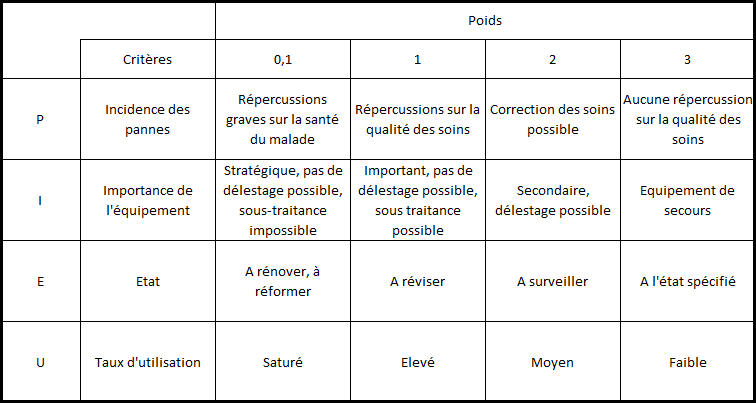 Poids
Critères 0,1 1 2 3
P
Incidence des
pannes
Répercussions
graves sur la santé
du malade
Répercussions sur la
qualité des soins
Correction des soins
possible
Aucune répercussion
sur la qualité des
soins
I
Importance de
l'équipement
Stratégique, pas de
délestage possible,
sous-traitance
impossible
Important, pas de
délestage possible,
sous traitance
possible
Secondaire,
délestage possible
Equipement de
secours
E
Etat
A rénover, à
réformer
A réviser
A surveiller
A l'état spécifié
U
Taux d'utilisation
Saturé
Elevé
Moyen
Faible